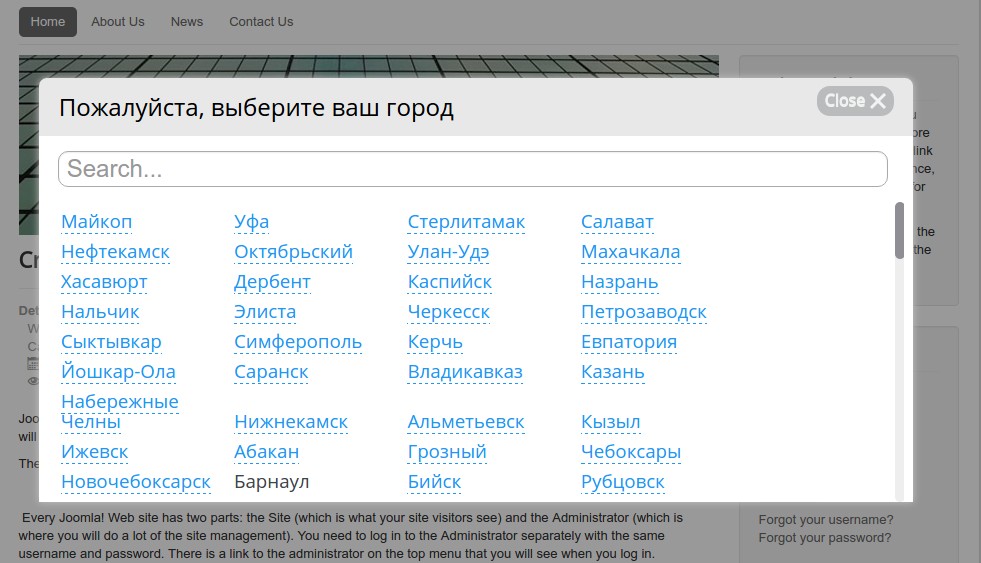 Home About Us News Contact Us
Пожалуйста, выберите ваш город
Close
Search...
Майкоп Уфа Стерлитамак Салават
Нефтекамск Октябрьский Улан-Удэ Махачкала
Хасавюрт Дербент Каспийск Назрань
Нальчик Элиста Черкесск Петрозаводск
Сыктывкар Симферополь Керчь Евпатория
Йошкар-Ола Саранск Владикавказ Казань
Набережные
Челны Нижнекамск Альметьевск Кызыл
Ижевск Абакан Грозный Чебоксары
Новочебоксарск Барнаул Бийск Рубцовск
link
for
the
the
will
The
Every Joomla! Web site has two parts: the Site (which is what your site visitors see) and the Administrator (which is
where you will do a lot of the site management). You need to log in to the Administrator separately with the same
username and password. There is a link to the administrator on the top menu that you will see when you log in.
Forgot your username?
Forgot your password?